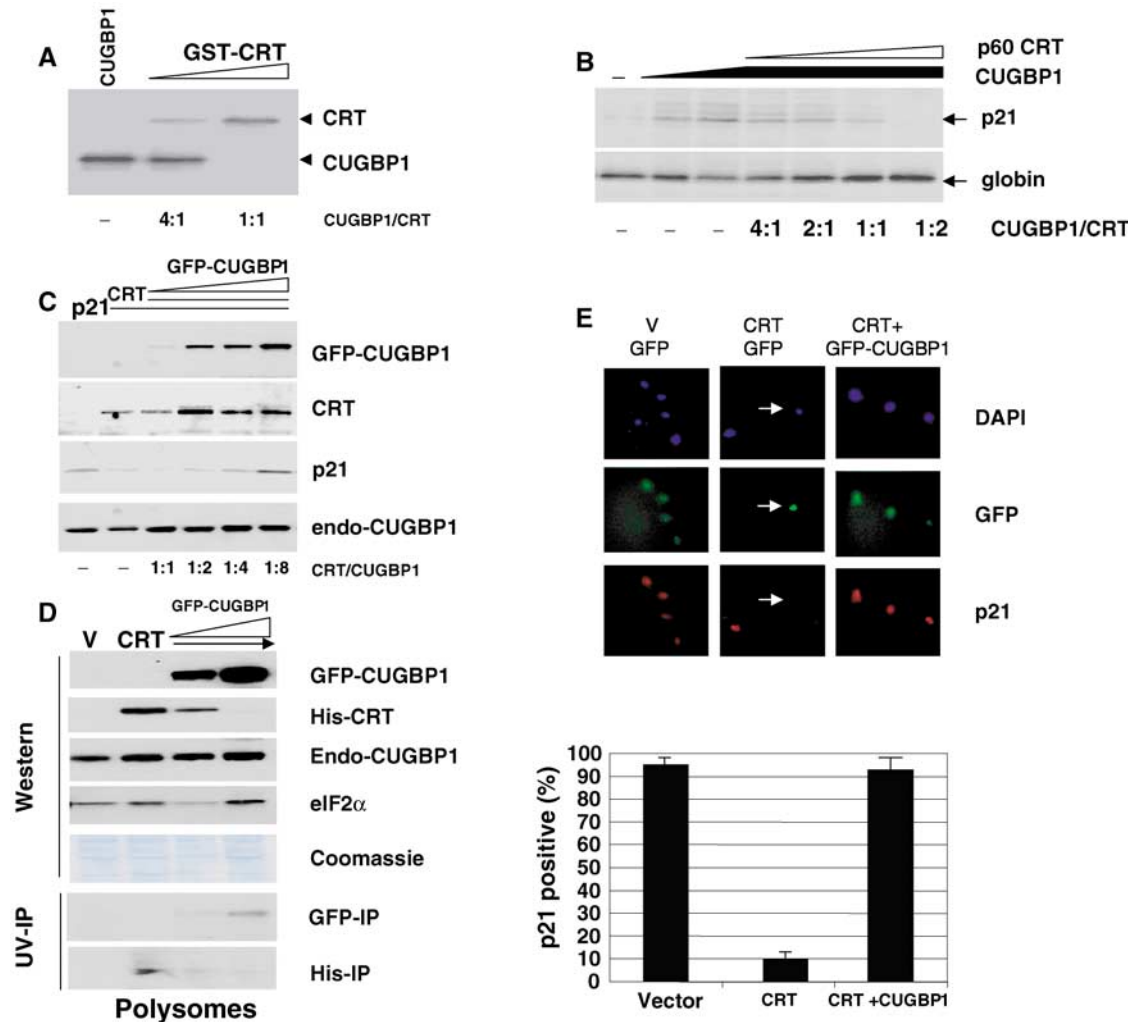 A
CUGBP1
GST-CRT
CRT
CUGBP1
– 4:1 1:1 CUGBP1/CRT
B
p60 CRT
– CUGBP1
p21
globin
– – – 4:1 2:1 1:1 1:2 CUGBP1/CRT
C
GFP-CUGBP1
p21 CRT
GFP-CUGBP1
CRT
p21
endo-CUGBP1
– – 1:1 1:2 1:4 1:8 CRT/CUGBP1
D
GFP-CUGBP1
V CRT
Western
GFP-CUGBP1
His-CRT
Endo-CUGBP1
eIF2α
Coomassie
UV-IP
GFP-IP
His-IP
Polysomes
E
V CRT CRT+
GFP GFP GFP-CUGBP1
DAPI
GFP
p21
p21 positive (%)
100
90
80
70
60
50
40
30
20
10
0
Vector CRT CRT +CUGBP1